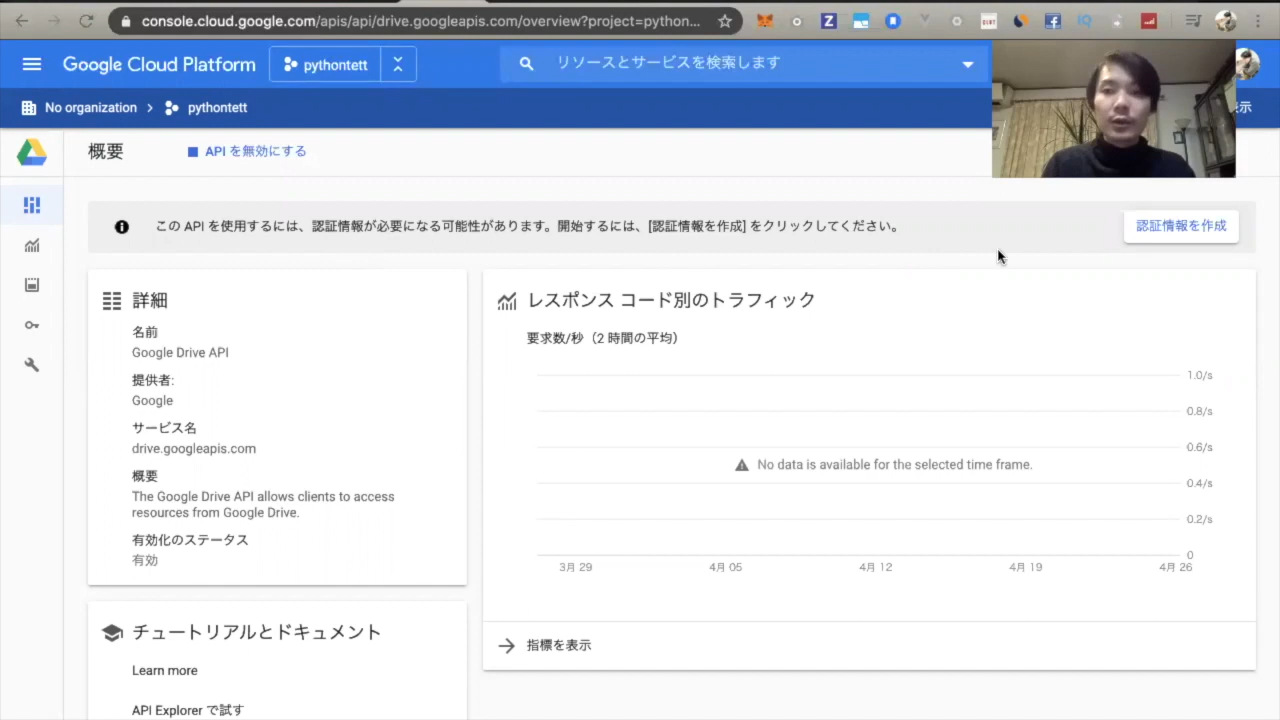 console.cloud.google.com/apis/api/drive.googleapis.com/overview?project=python...
Google Cloud Platform
pythontett
リソースとサービスを検索します
No organization
pythontett
示
概要
API を無効にする
この API を使用するには、認証情報が必要になる可能性があります。開始するには、[認証情報を作成] をクリックしてください。
認証情報を作成
詳細
名前
Google Drive API
提供者:
Google
サービス名
drive.googleapis.com
概要
The Google Drive API allows clients to access
resources from Google Drive.
有効化のステータス
有効
レスポンス コード別のトラフィック
要求数/秒（2 時間の平均）
1.0/s
0.8/s
0.6/s
No data is available for the selected time frame.
0.4/s
0.2/s
0
3月 29
4月 05
4月 12
4月 19
4月 26
指標を表示
チュートリアルとドキュメント
Learn more
API Explorer で試す